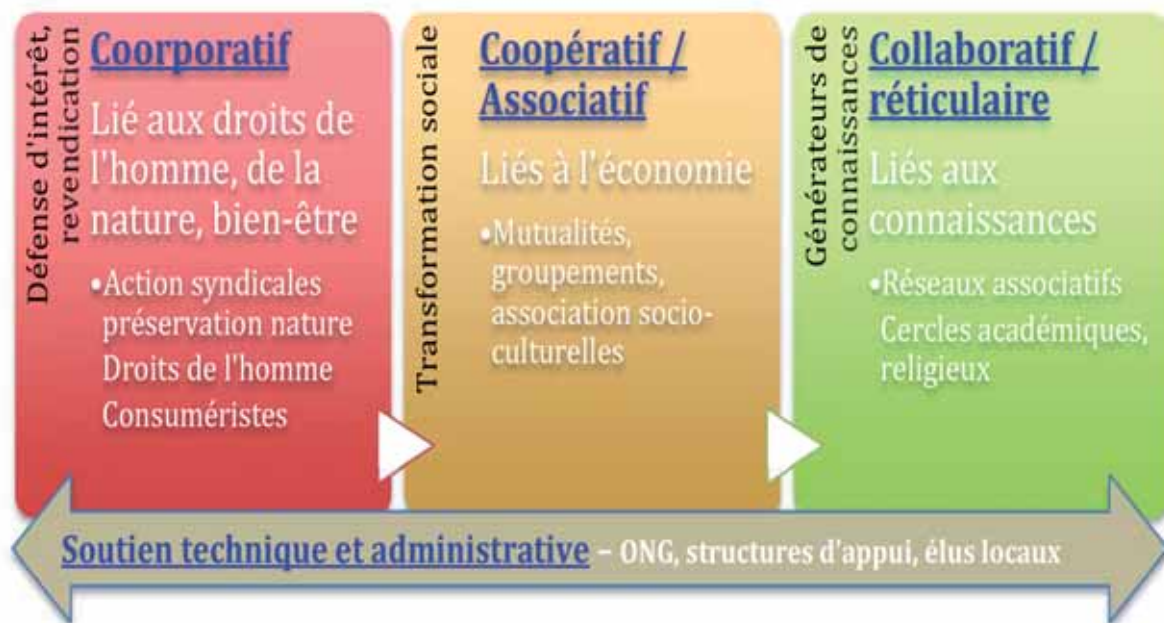 Défense d'intérêt,
revendication
Coorporatif
Lié aux droits de
l'homme, de la
nature, bien-être
•Action syndicales
préservation nature
Droits de l'homme
Consuméristes
Transformation sociale
Coopératif /
Associatif
Liés à l'économie
•Mutualités,
groupements,
association socio-
culturelles
Générateurs de
connaissances
Collaboratif /
réticulaire
Liés aux
connaissances
•Réseaux associatifs
Cercles académiques,
religieux
Soutien technique et administrative – ONG, structures d'appui, élus locaux